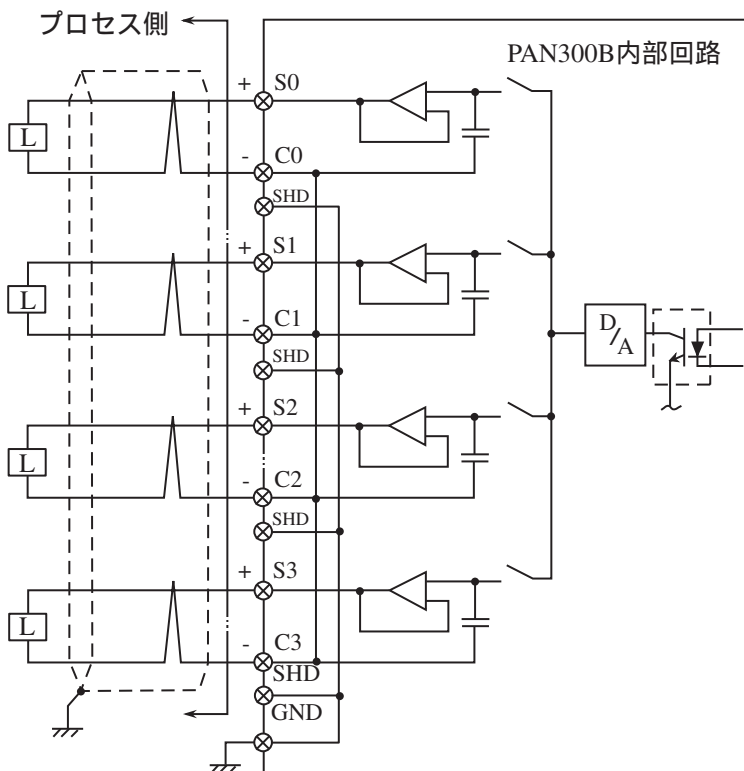 プロセス側
PAN300B内部回路
+ S0
L
- C0
SHD
+ S1
L
- C1
SHD
D/A
+ S2
L
- C2
SHD
+ S3
L
- C3
SHD
GND